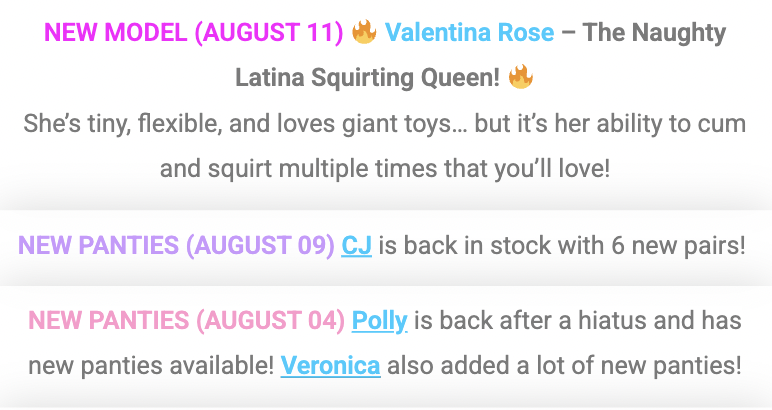 NEW MODEL (AUGUST 11) 🔥 Valentina Rose – The Naughty
Latina Squirting Queen! 🔥
She’s tiny, flexible, and loves giant toys… but it’s her ability to cum
and squirt multiple times that you’ll love!
NEW PANTIES (AUGUST 09) CJ is back in stock with 6 new pairs!
NEW PANTIES (AUGUST 04) Polly is back after a hiatus and has
new panties available! Veronica also added a lot of new panties!